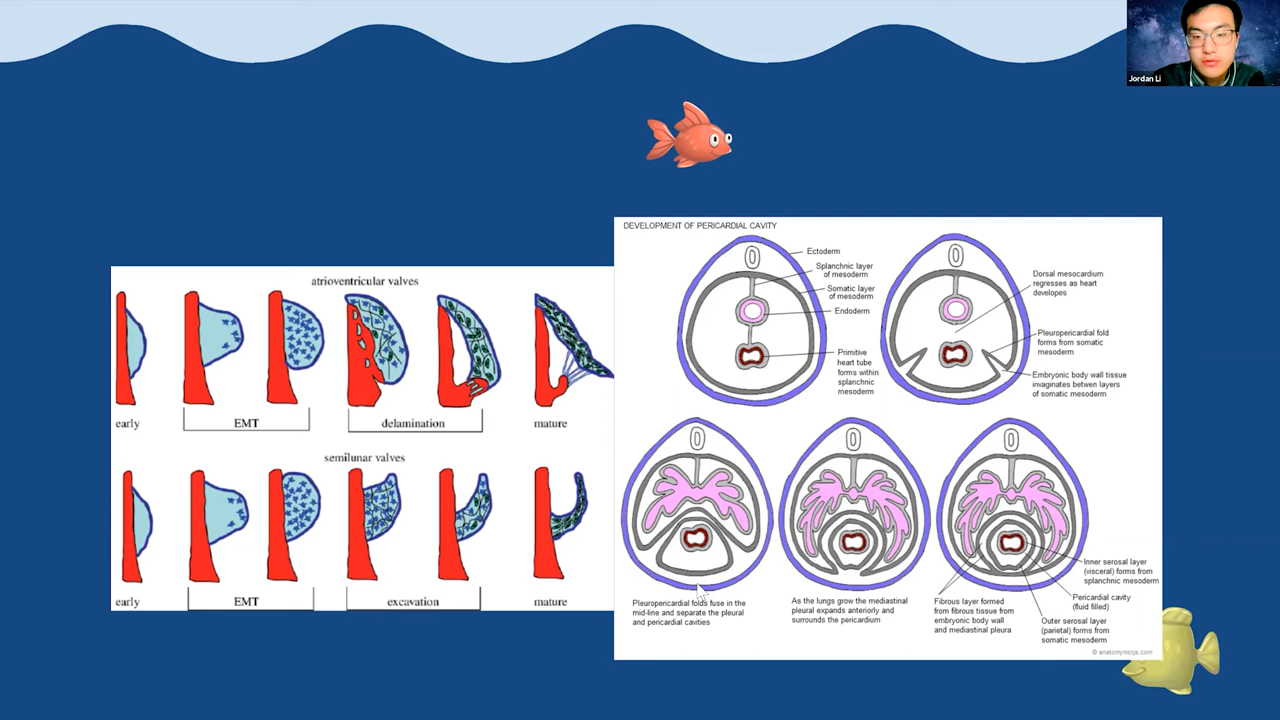 Jordan Li
atrioventricular valves
early
EMT
delamination
mature
semilunar valves
early
EMT
excavation
mature
DEVELOPMENT OF PERICARDIAL CAVITY
Ectoderm
Splanchnic layer
of mesoderm
Somatic layer
of mesoderm
Endoderm
Primitive
heart tube
forms within
splanchnic
mesoderm
Dorsal mesocardium
regresses as heart
developes
Pleuropericardial fold
forms from somatic
mesoderm
Embryonic body wall tissue
invaginates betwen layers
of somatic mesoderm
Pleuropericardial folds fuse in the
mid-line and separate the pleural
and pericardial cavities
As the lungs grow the mediastinal
pleural expands anteriorly and
surrounds the pericardium
Fibrous layer formed
from fibrous tissue from
embryonic body wall
and mediastinal pleura
Inner serosal layer
(visceral) forms from
splanchnic mesoderm
Pericardial cavity
(fluid filled)
Outer serosal layer
(parietal) forms from
somatic mesoderm
© anatomymcqs.com